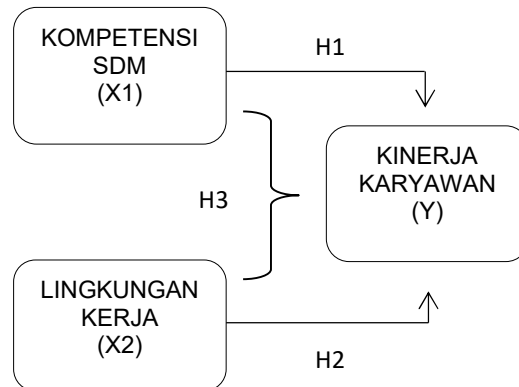 KOMPETENSI
SDM
(X1)
H1
KINERJA
KARYAWAN
(Y)
H3
LINGKUNGAN
KERJA
(X2)
H2